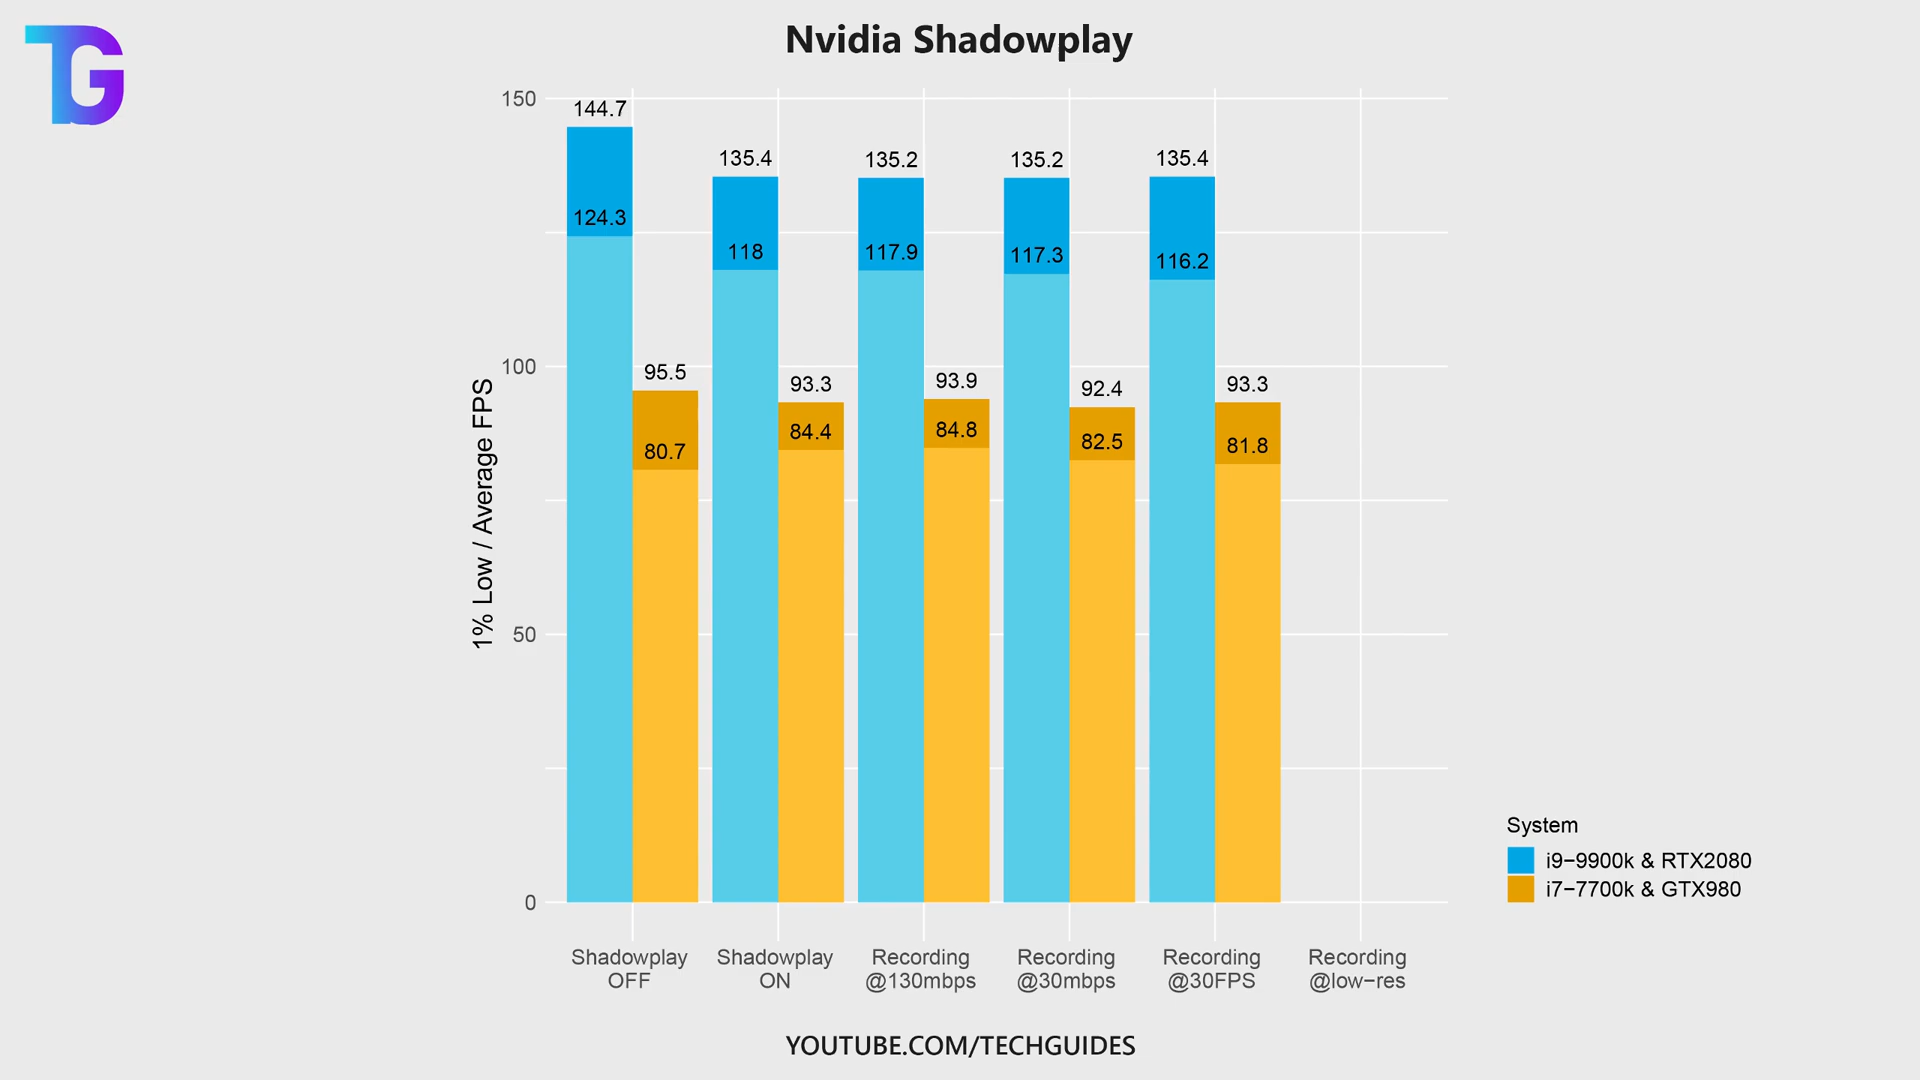 TG
Nvidia Shadowplay
1% Low / Average FPS
150
100
50
0
144.7
124.3
95.5
80.7
135.4
118
93.3
84.4
135.2
117.9
93.9
84.8
135.2
117.3
92.4
82.5
135.4
116.2
93.3
81.8
Shadowplay
OFF
Shadowplay
ON
Recording
@130mbps
Recording
@30mbps
Recording
@30FPS
Recording
@low−res
System
i9−9900k & RTX2080
i7−7700k & GTX980
YOUTUBE.COM/TECHGUIDES